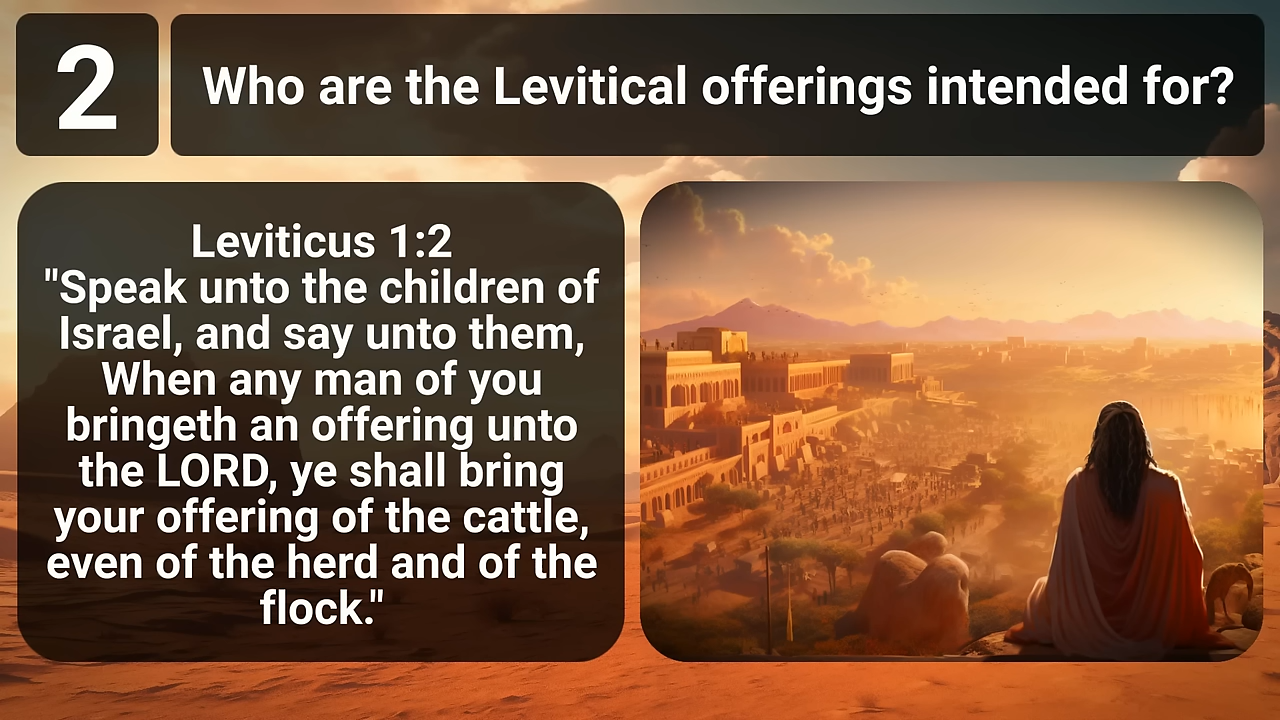 2
Who are the Levitical offerings intended for?
Leviticus 1:2
"Speak unto the children of
Israel, and say unto them,
When any man of you
bringeth an offering unto
the LORD, ye shall bring
your offering of the cattle,
even of the herd and of the
flock."